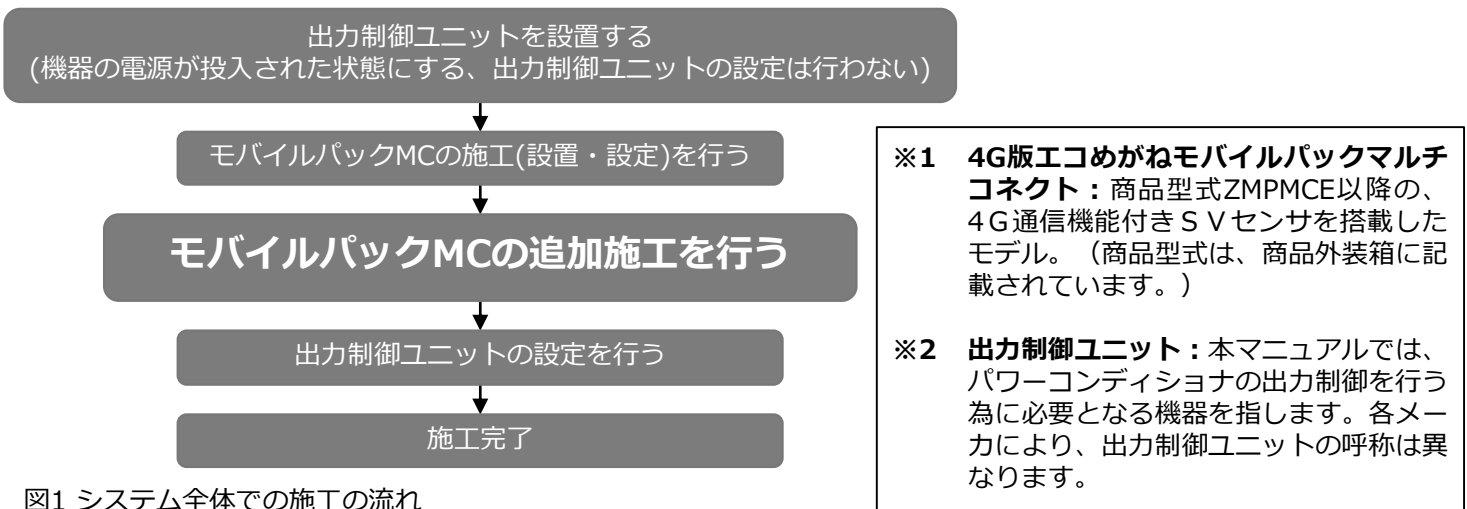 出力制御ユニットを設置する
(機器の電源が投入された状態にする、出力制御ユニットの設定は行わない)
モバイルパックMCの施工(設置・設定)を行う
モバイルパックMCの追加施工を行う
出力制御ユニットの設定を行う
施工完了
図1 システム全体での施工の流れ
※1 4G版エコめがねモバイルパックマルチ
コネクト：商品型式ZMPMCE以降の、
4Ｇ通信機能付きＳＶセンサを搭載した
モデル。（商品型式は、商品外装箱に記
載されています。）
※2 出力制御ユニット：本マニュアルでは、
パワーコンディショナの出力制御を行う
為に必要となる機器を指します。各メー
カにより、出力制御ユニットの呼称は異
なります。